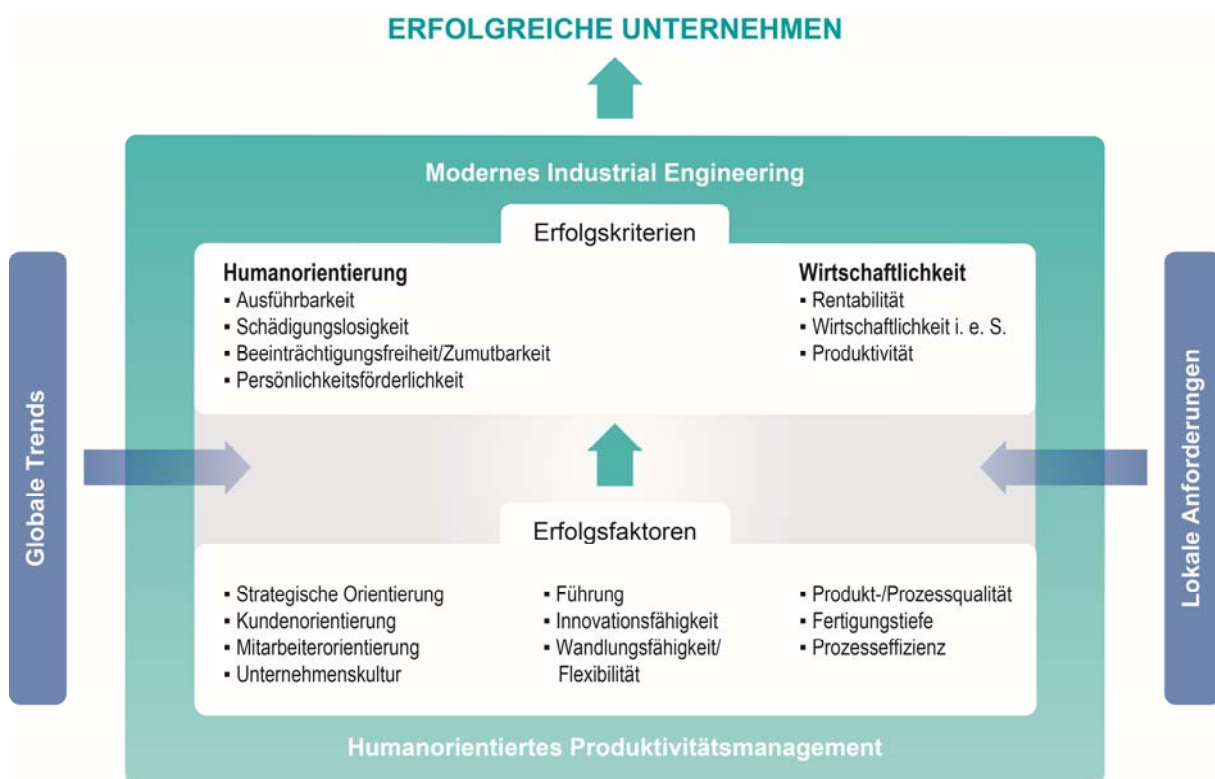 ERFOLGREICHE UNTERNEHMEN
Modernes Industrial Engineering
Erfolgskriterien
Humanorientierung
▪ Ausführbarkeit
▪ Schädigungslosigkeit
▪ Beeinträchtigungsfreiheit/Zumutbarkeit
▪ Persönlichkeitsförderlichkeit
Wirtschaftlichkeit
▪ Rentabilität
▪ Wirtschaftlichkeit i. e. S.
▪ Produktivität
Globale Trends
Lokale Anforderungen
Erfolgsfaktoren
▪ Strategische Orientierung
▪ Kundenorientierung
▪ Mitarbeiterorientierung
▪ Unternehmenskultur
▪ Führung
▪ Innovationsfähigkeit
▪ Wandlungsfähigkeit/
Flexibilität
▪ Produkt-/Prozessqualität
▪ Fertigungstiefe
▪ Prozesseffizienz
Humanorientiertes Produktivitätsmanagement